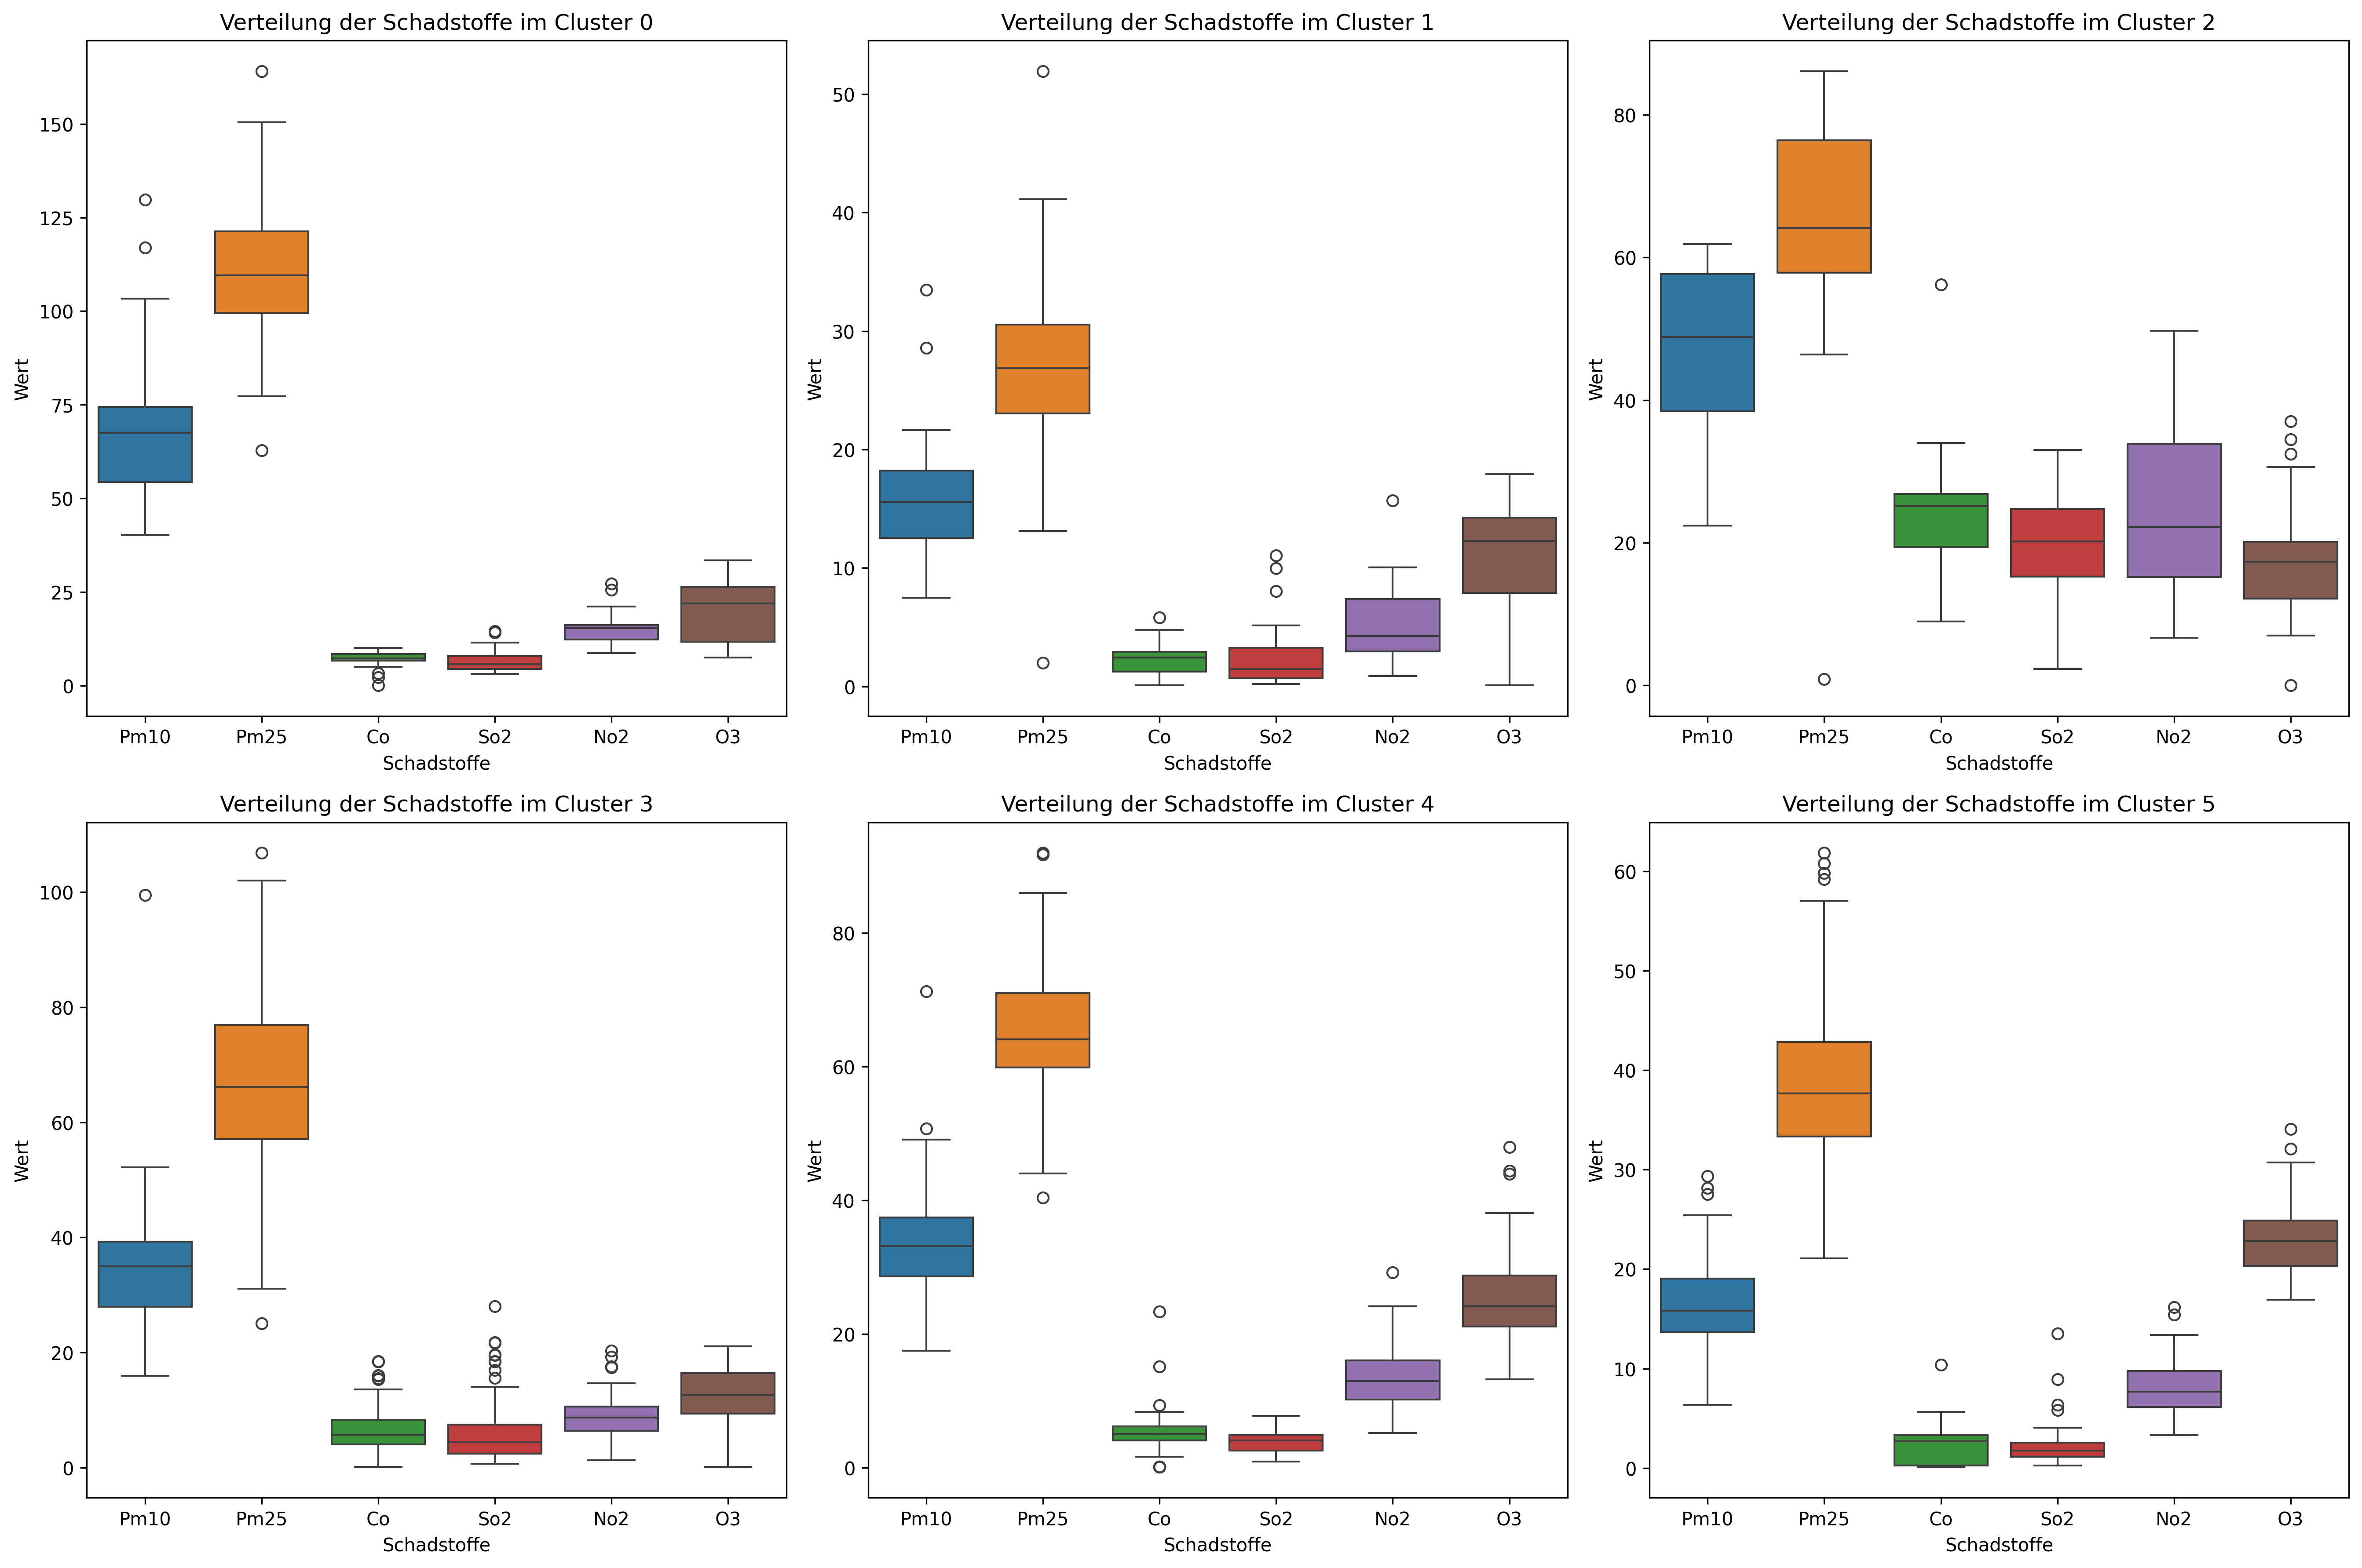 Verteilung der Schadstoffe im Cluster 0
Wert
150
125
100
75
50
25
0
Pm10 Pm25 Co So2 No2 O3
Schadstoffe
Verteilung der Schadstoffe im Cluster 1
Wert
50
40
30
20
10
0
Pm10 Pm25 Co So2 No2 O3
Schadstoffe
Verteilung der Schadstoffe im Cluster 2
Wert
80
60
40
20
0
Pm10 Pm25 Co So2 No2 O3
Schadstoffe
Verteilung der Schadstoffe im Cluster 3
Wert
100
80
60
40
20
0
Pm10 Pm25 Co So2 No2 O3
Schadstoffe
Verteilung der Schadstoffe im Cluster 4
Wert
80
60
40
20
0
Pm10 Pm25 Co So2 No2 O3
Schadstoffe
Verteilung der Schadstoffe im Cluster 5
Wert
60
50
40
30
20
10
0
Pm10 Pm25 Co So2 No2 O3
Schadstoffe